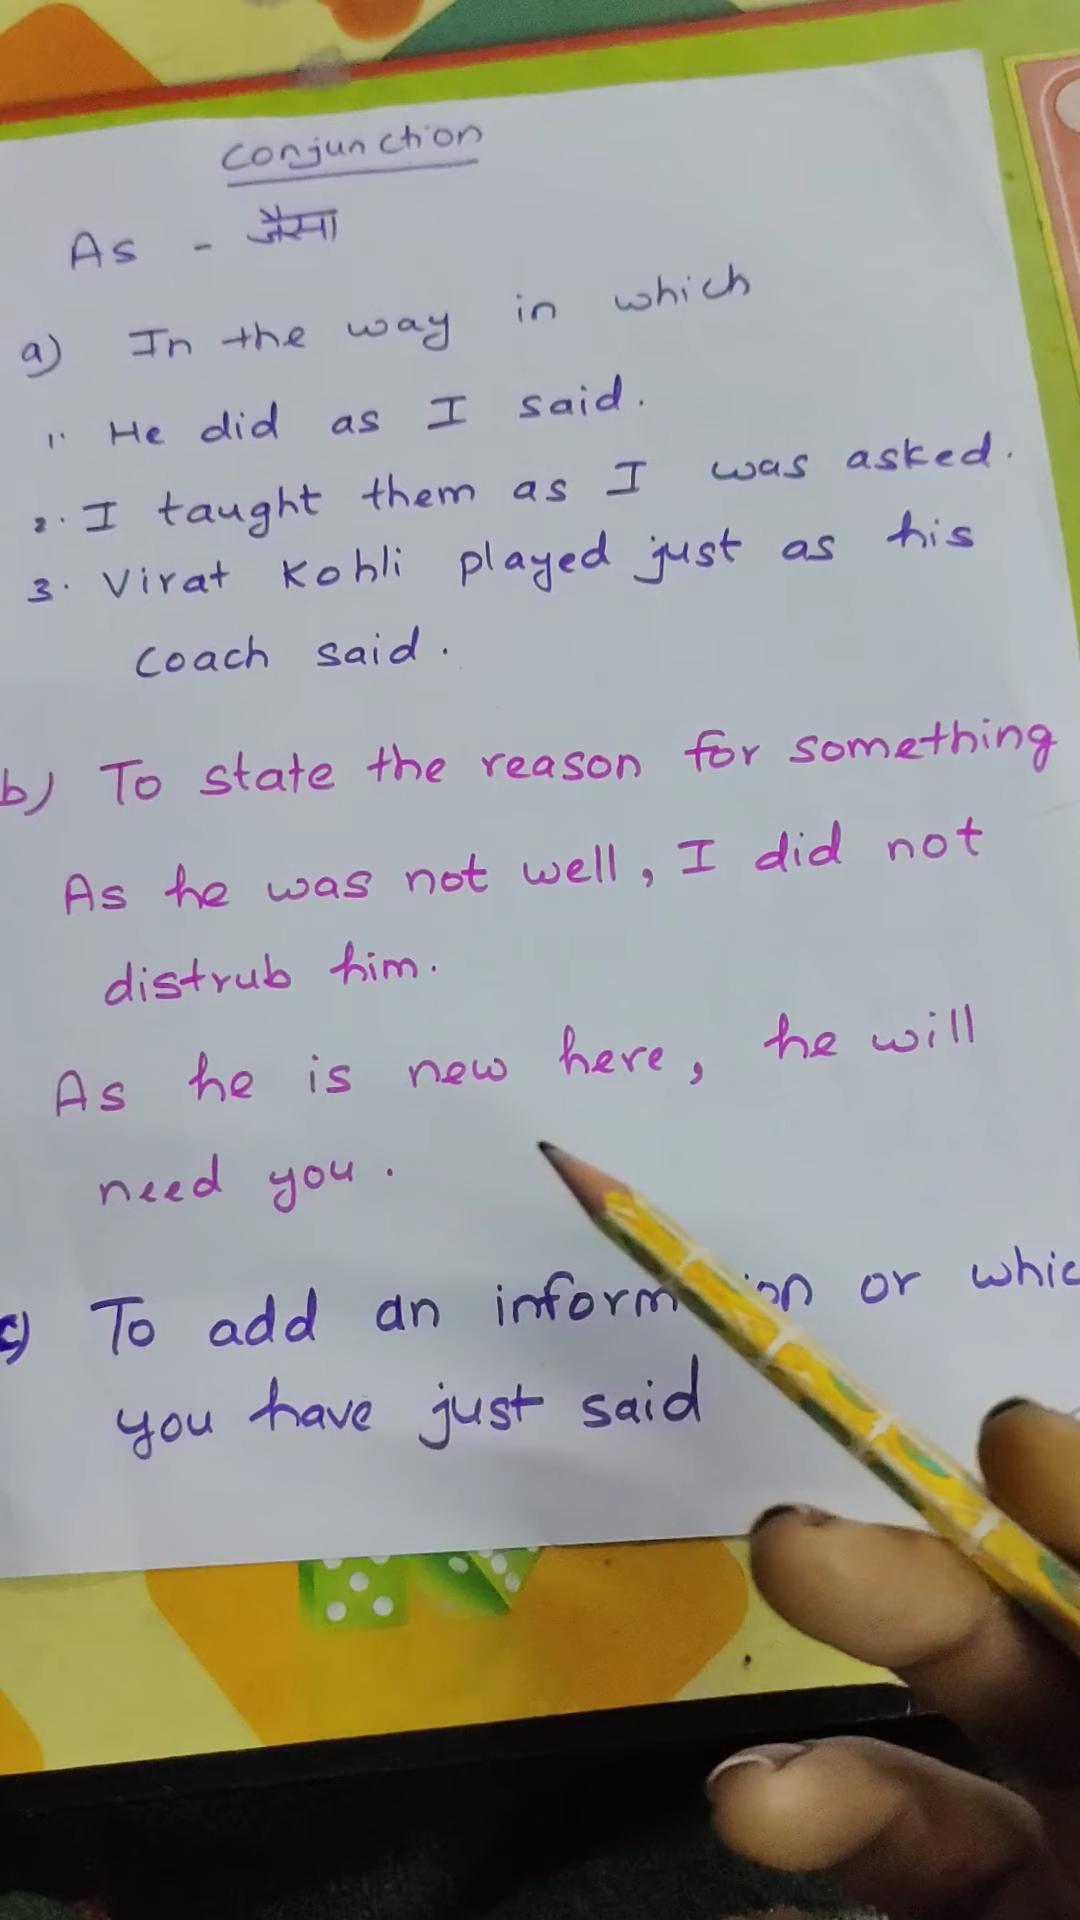 conjunction
As - जैसा
a) In the way in which
1. He did as I said.
2. I taught them as I was asked.
3. Virat Kohli played just as his
coach said.
b) To state the reason for something
As he was not well, I did not
distrub him.
As he is new here, he will
need you.
c) To add an or
you have just said